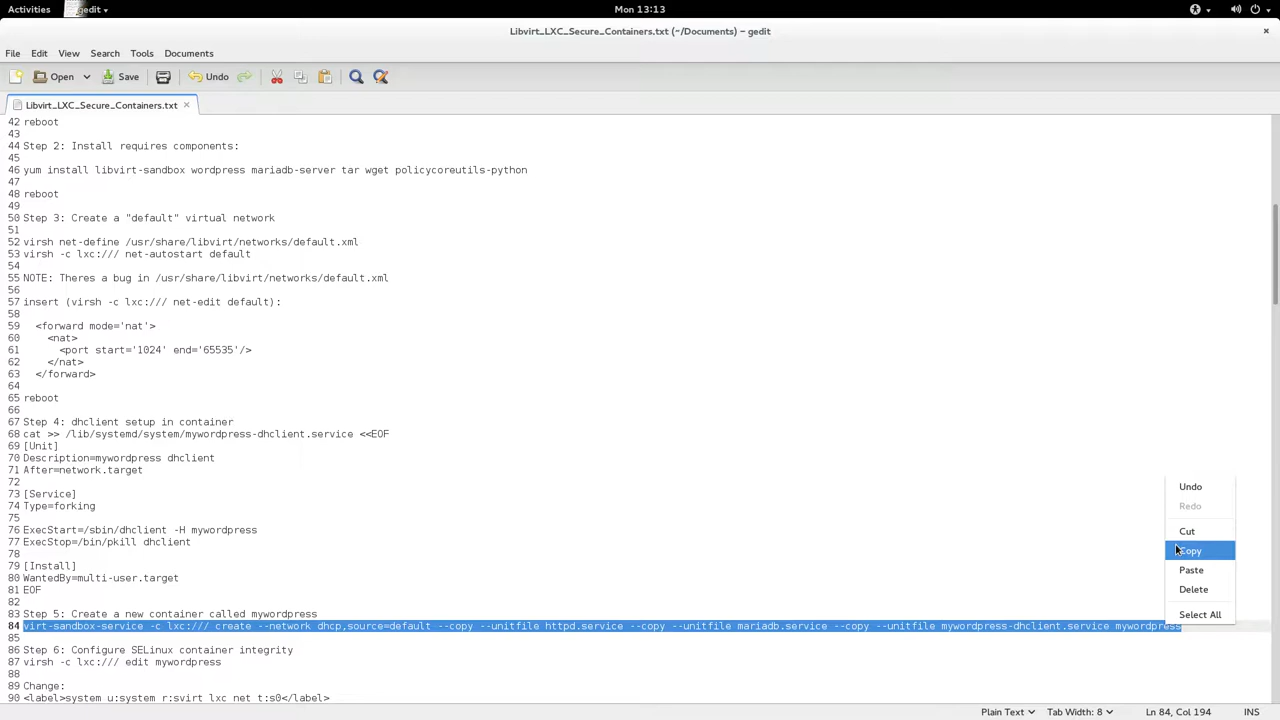 Activities gedit Mon 13:13
Libvirt_LXC_Secure_Containers.txt (~/Documents) – gedit
File Edit View Search Tools Documents
Open Save Undo
Libvirt_LXC_Secure_Containers.txt
42 reboot
43
44 Step 2: Install requires components:
45
46 yum install libvirt-sandbox wordpress mariadb-server tar wget policycoreutils-python
47
48 reboot
49
50 Step 3: Create a "default" virtual network
51
52 virsh net-define /usr/share/libvirt/networks/default.xml
53 virsh -c lxc:/// net-autostart default
54
55 NOTE: Theres a bug in /usr/share/libvirt/networks/default.xml
56
57 insert (virsh -c lxc:/// net-edit default):
58
59 <forward mode='nat'>
60 <nat>
61 <port start='1024' end='65535'/>
62 </nat>
63 </forward>
64
65 reboot
66
67 Step 4: dhclient setup in container
68 cat >> /lib/systemd/system/mywordpress-dhclient.service <<EOF
69 [Unit]
70 Description=mywordpress dhclient
71 After=network.target
72
73 [Service]
74 Type=forking
75
76 ExecStart=/sbin/dhclient -H mywordpress
77 ExecStop=/bin/pkill dhclient
78
79 [Install]
80 WantedBy=multi-user.target
81 EOF
82
83 Step 5: Create a new container called mywordpress
84 virt-sandbox-service -c lxc:/// create --network dhcp,source=default --copy --unitfile httpd.service --copy --unitfile mariadb.service --copy --unitfile mywordpress-dhclient.service mywordpress
85
86 Step 6: Configure SELinux container integrity
87 virsh -c lxc:/// edit mywordpress
88
89 Change:
90 <label>system_u:system_r:svirt_lxc_net_t:s0</label>
Undo
Redo
Cut
Copy
Paste
Delete
Select All
Plain Text Tab Width: 8 Ln 84, Col 194 INS